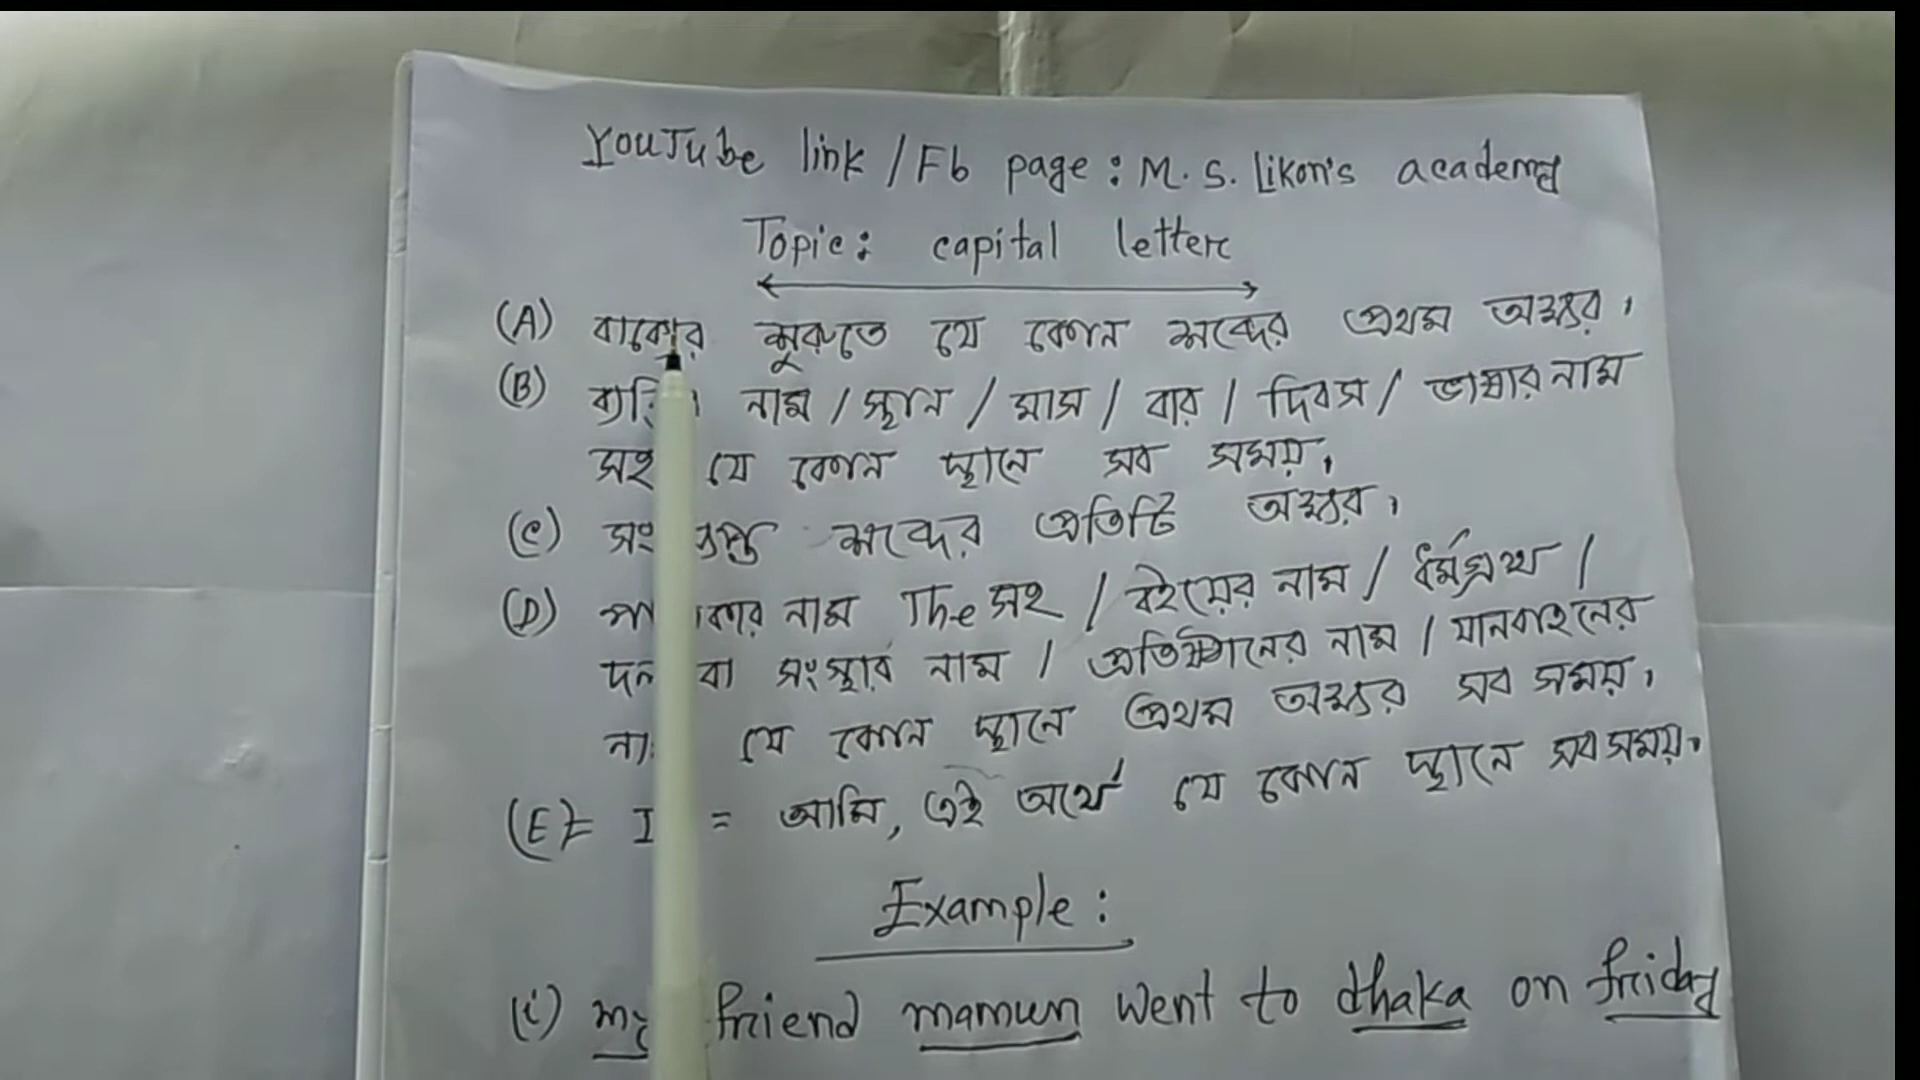 YouTube link / Fb page : M. S. Likon's academy
Topic : capital letter
(A) বাক্যের শুরুতে যে কোন শব্দের প্রথম অক্ষর।
(B) নাম / স্থান / মাস / বার / দিবস / ভাষার নাম
সহ যে কোন স্থানে সব সময়।
(C) শব্দের প্রতিটি অক্ষর।
(D) নাম The সহ / বইয়ের নাম / ধর্মগ্রন্থ /
দল বা সংস্থার নাম / প্রতিষ্ঠানের নাম / যানবাহনের
যে কোন স্থানে প্রথম অক্ষর সব সময়।
(E) = I = আমি, এই অর্থে যে কোন স্থানে সব সময়।
Example :
(i) my friend mamun went to dhaka on friday